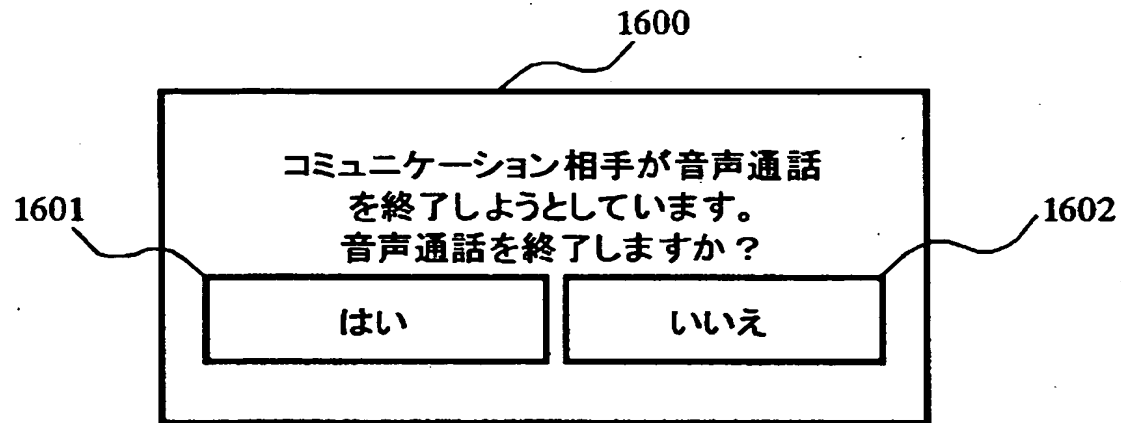 1600
コミュニケーション相手が音声通話
を終了しようとしています。
音声通話を終了しますか？
1601
1602
はい
いいえ